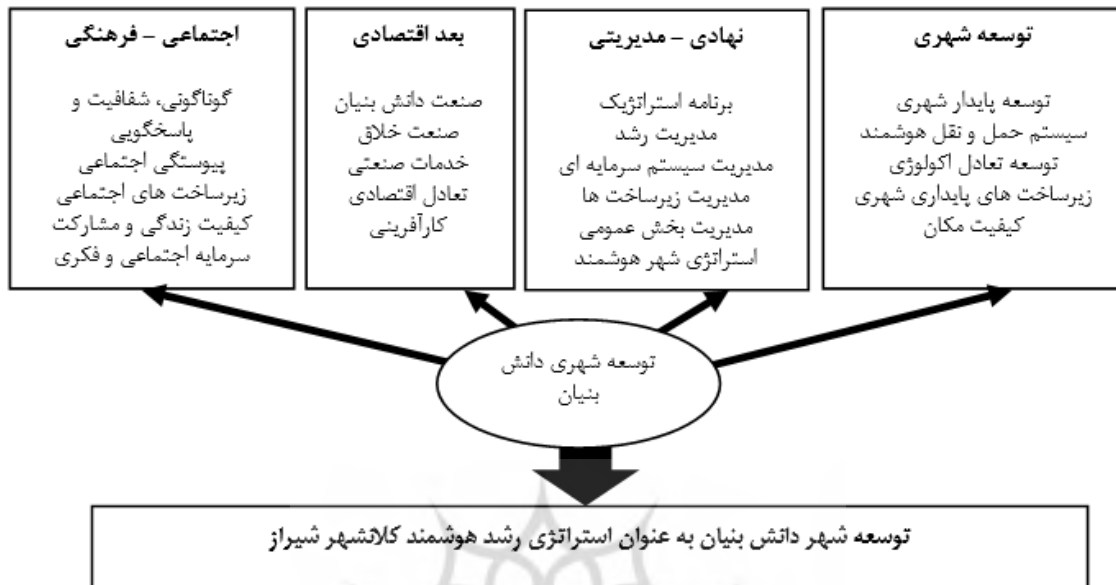 توسعه شهری
توسعه پایدار شهری
سیستم حمل و نقل هوشمند
توسعه تعادل اکولوژی
زیرساخت های پایداری شهری
کیفیت مکان
نهادی - مدیریتی
برنامه استراتژیک
مدیریت رشد
مدیریت سیستم سرمایه ای
مدیریت زیرساخت ها
مدیریت بخش عمومی
استراتژی شهر هوشمند
بعد اقتصادی
صنعت دانش بنیان
صنعت خلاق
خدمات صنعتی
تعادل اقتصادی
کارآفرینی
اجتماعی - فرهنگی
گوناگونی، شفافیت و
پاسخگویی
پیوستگی اجتماعی
زیرساخت های اجتماعی
کیفیت زندگی و مشارکت
سرمایه اجتماعی و فکری
توسعه شهری دانش
بنیان
توسعه شهر دانش بنیان به عنوان استراتژی رشد هوشمند کلانشهر شیراز